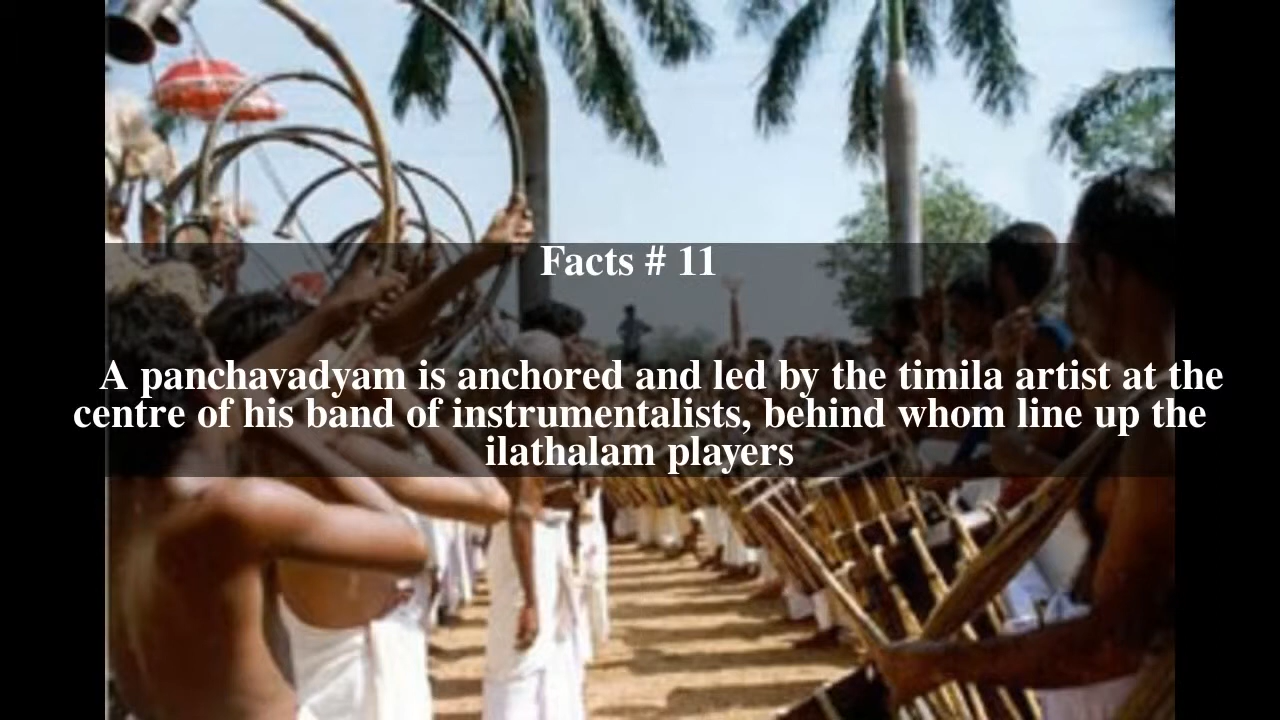 Facts # 11
A panchavadyam is anchored and led by the timila artist at the
centre of his band of instrumentalists, behind whom line up the
ilathalam players